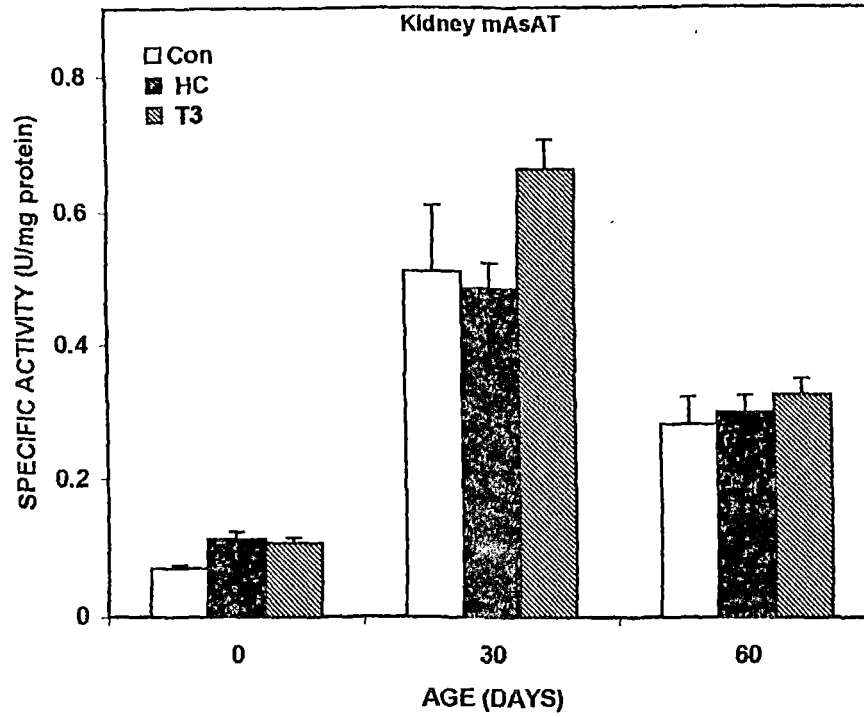 Kidney mAsAT
Con
HC
T3
SPECIFIC ACTIVITY (U/mg protein)
0.8
0.6
0.4
0.2
0
0 30 60
AGE (DAYS)